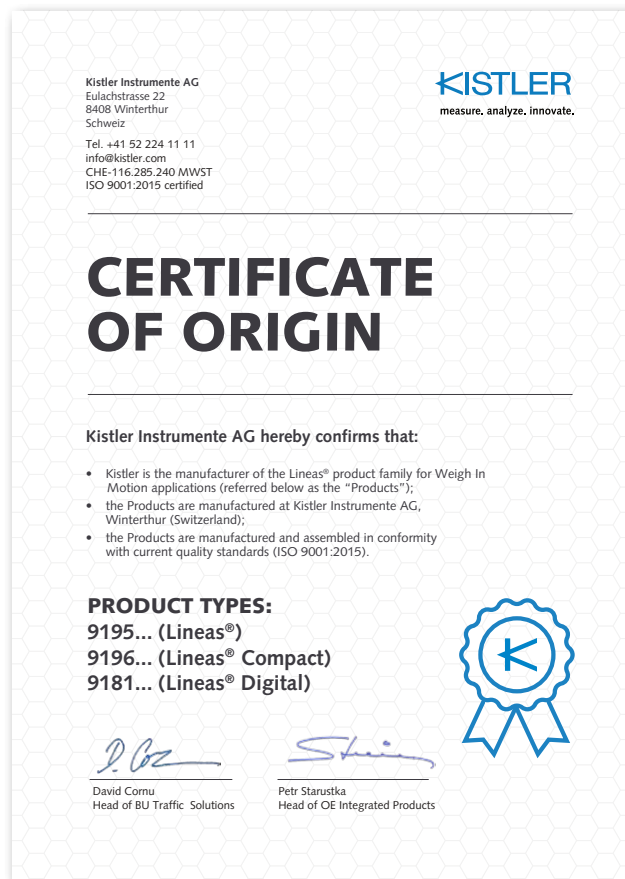 Kistler Instrumente AG
Eulachstrasse 22
8408 Winterthur
Schweiz
Tel. +41 52 224 11 11
info@kistler.com
CHE-116.285.240 MWST
ISO 9001:2015 certified
KISTLER
measure. analyze. innovate.
CERTIFICATE
OF ORIGIN
Kistler Instrumente AG hereby confirms that:
• Kistler is the manufacturer of the Lineas® product family for Weigh In
Motion applications (referred below as the “Products”);
• the Products are manufactured at Kistler Instrumente AG,
Winterthur (Switzerland);
• the Products are manufactured and assembled in conformity
with current quality standards (ISO 9001:2015).
PRODUCT TYPES:
9195... (Lineas®)
9196... (Lineas® Compact)
9181... (Lineas® Digital)
David Cornu
Head of BU Traffic Solutions
Petr Starustka
Head of OE Integrated Products